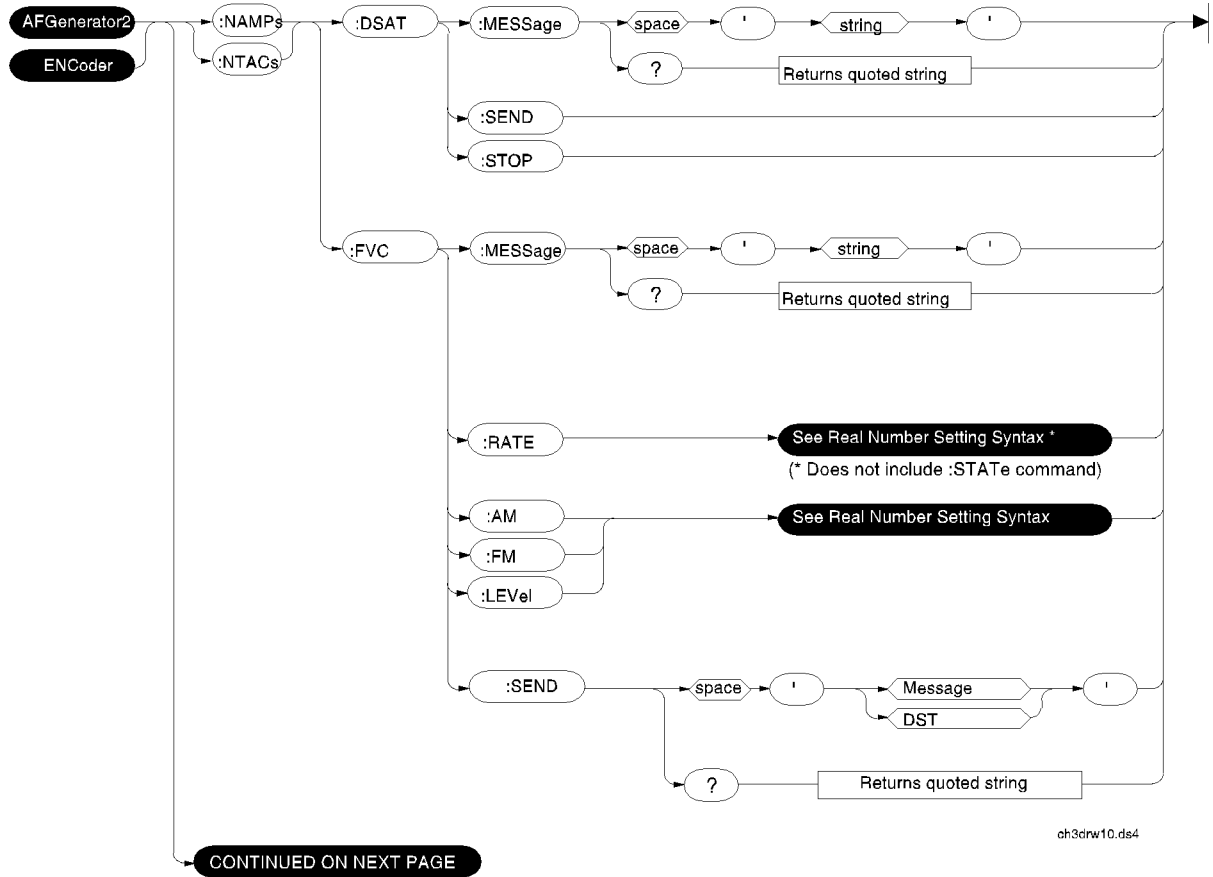 AFGenerator2 :NAMPs :DSAT :MESSage space ' string '
ENCoder :NTACs ? Returns quoted string
:SEND
:STOP
:FVC :MESSage space ' string '
? Returns quoted string
:RATE See Real Number Setting Syntax *
(* Does not include :STATe command)
:AM See Real Number Setting Syntax
:FM
:LEVel
:SEND space ' Message '
DST
? Returns quoted string
ch3drw10.ds4
CONTINUED ON NEXT PAGE